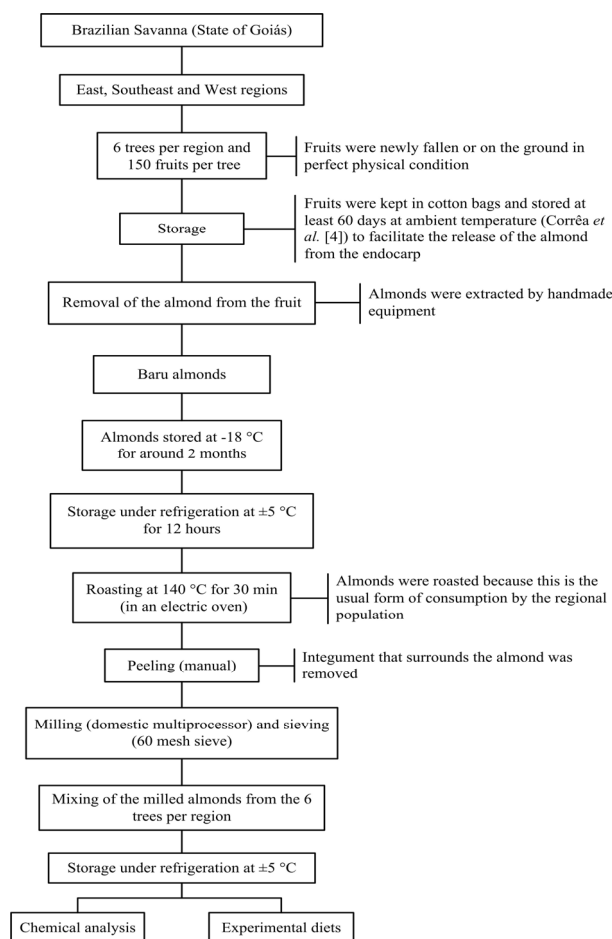 Brazilian Savanna (State of Goiás)
East, Southeast and West regions
6 trees per region and
150 fruits per tree
Fruits were newly fallen or on the ground in
perfect physical condition
Storage
Fruits were kept in cotton bags and stored at
least 60 days at ambient temperature (Corrêa et
al. [4]) to facilitate the release of the almond
from the endocarp
Removal of the almond from the fruit
Almonds were extracted by handmade
equipment
Baru almonds
Almonds stored at -18 °C
for around 2 months
Storage under refrigeration at ±5 °C
for 12 hours
Roasting at 140 °C for 30 min
(in an electric oven)
Almonds were roasted because this is the
usual form of consumption by the regional
population
Peeling (manual)
Integument that surrounds the almond was
removed
Milling (domestic multiprocessor) and sieving
(60 mesh sieve)
Mixing of the milled almonds from the 6
trees per region
Storage under refrigeration at ±5 °C
Chemical analysis
Experimental diets